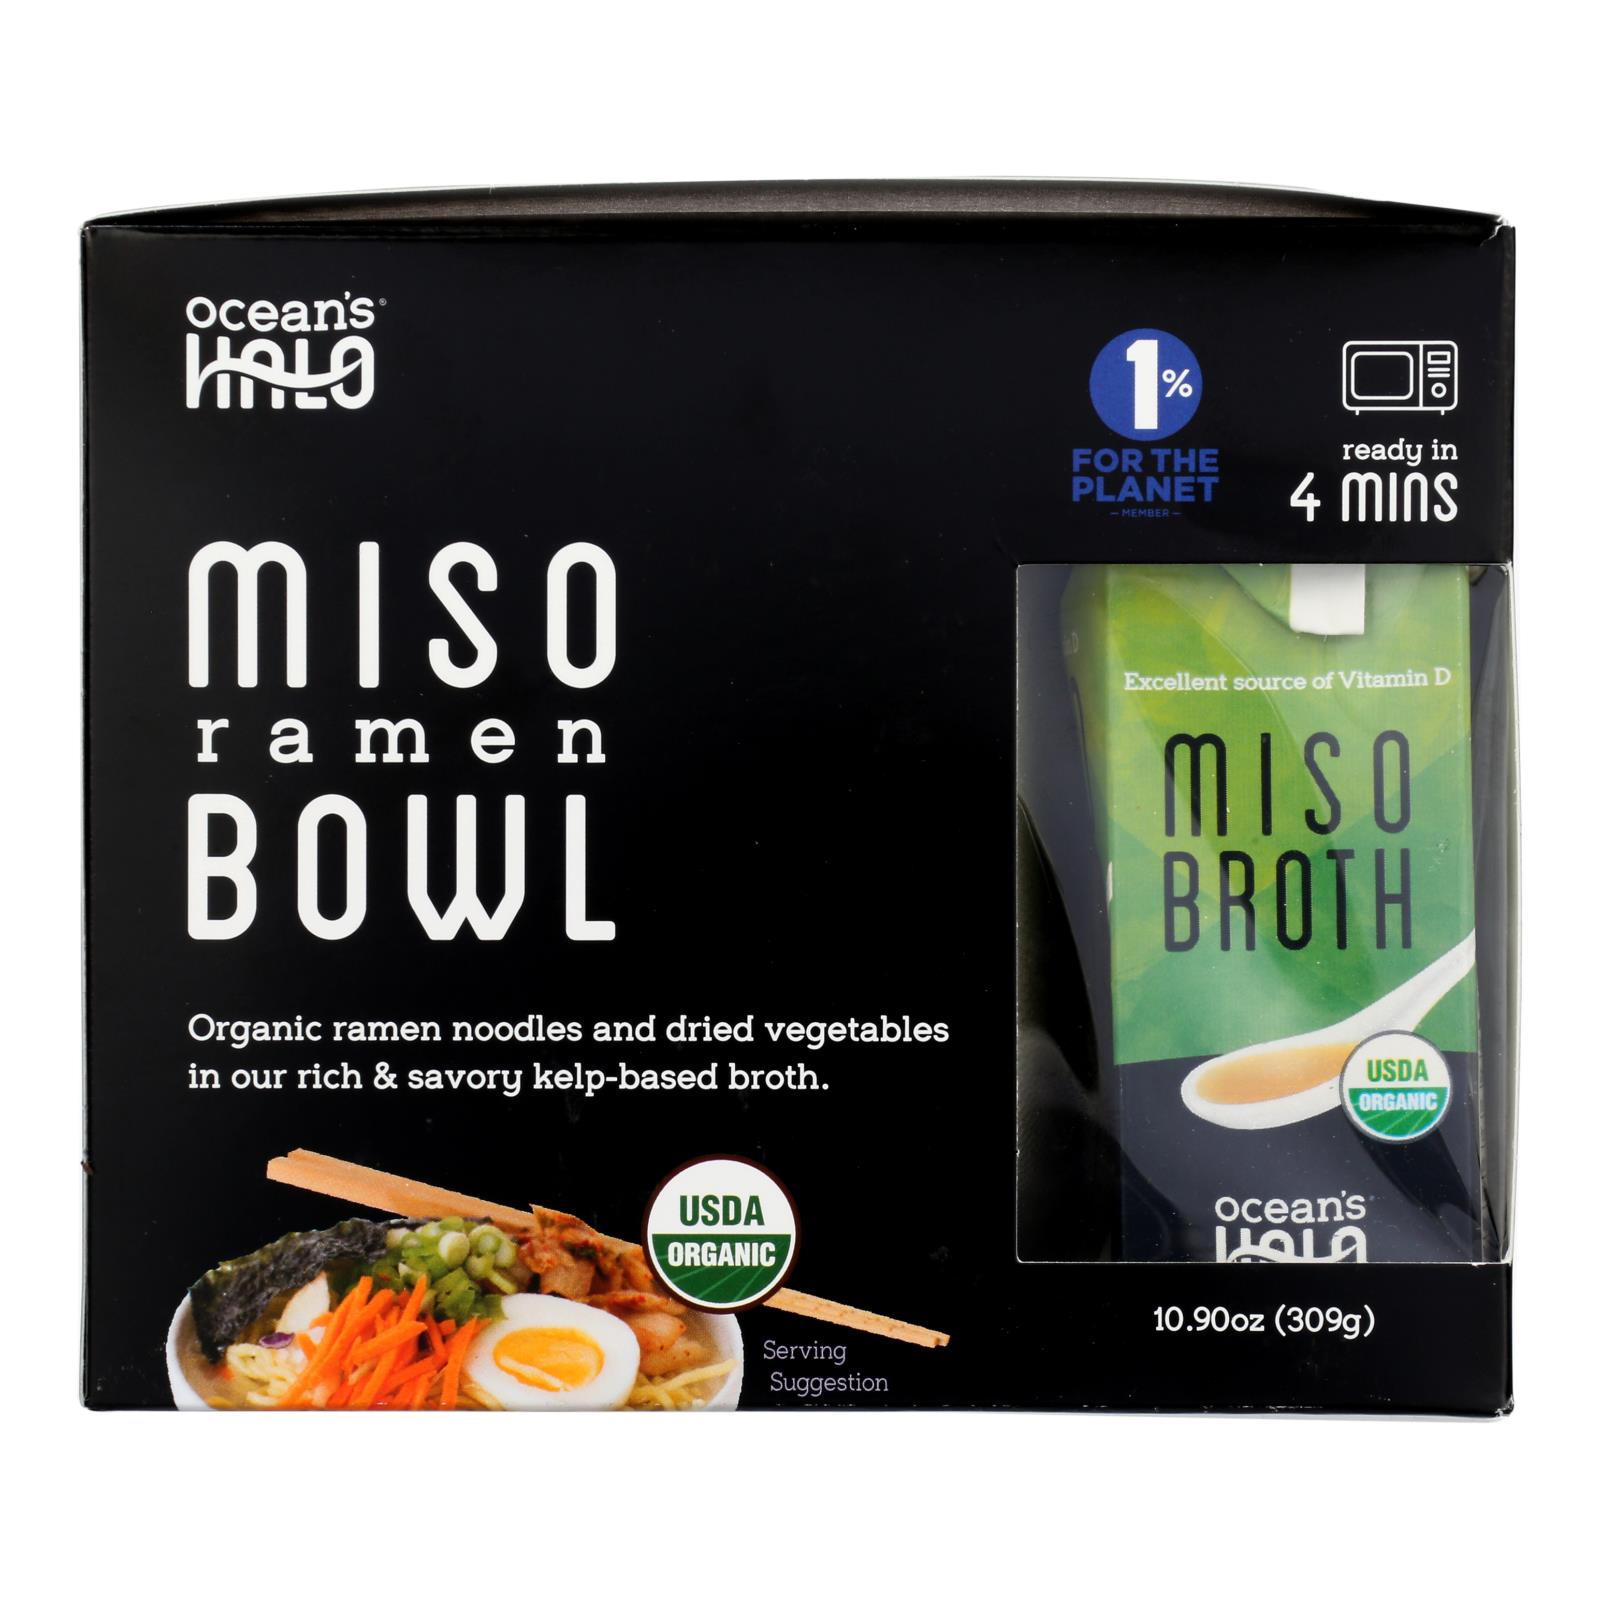 ocean's®
HALO
1%
FOR THE
PLANET
— MEMBER —
ready in
4 MINS
MISO
ramen
BOWL
Organic ramen noodles and dried vegetables
in our rich & savory kelp-based broth.
USDA
ORGANIC
Serving
Suggestion
Excellent source of Vitamin D
MISO
BROTH
USDA
ORGANIC
ocean's
HALO
10.90oz (309g)